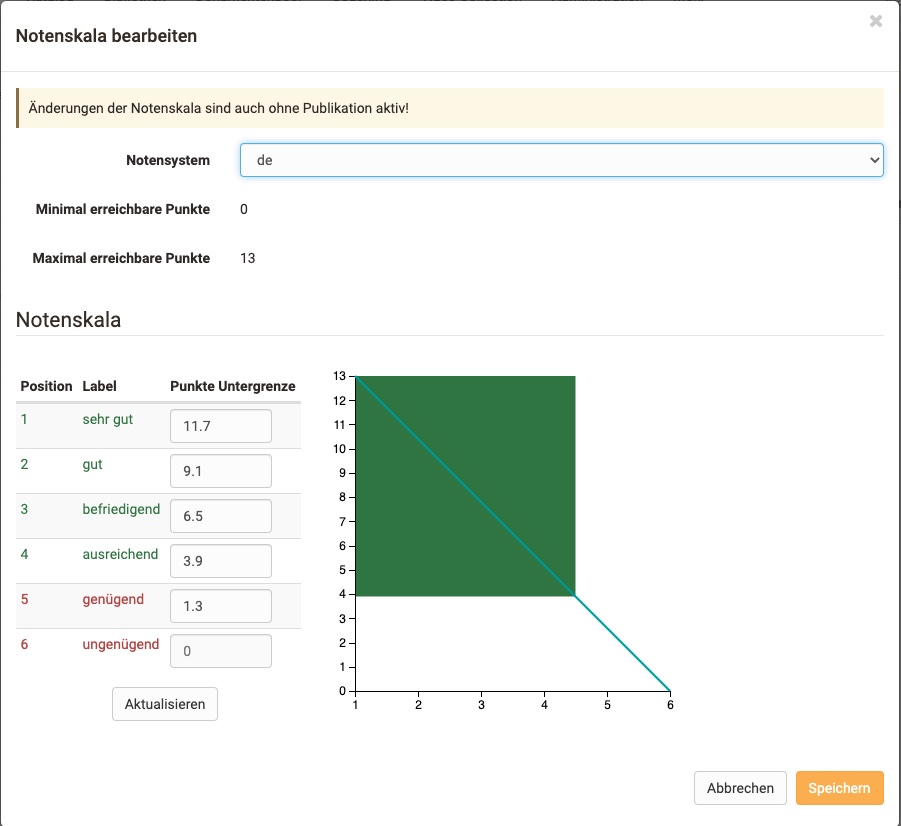 Notenskala bearbeiten
×
Änderungen der Notenskala sind auch ohne Publikation aktiv!
Notensystem de
Minimal erreichbare Punkte 0
Maximal erreichbare Punkte 13
Notenskala
Position Label Punkte Untergrenze
1 sehr gut 11.7
2 gut 9.1
3 befriedigend 6.5
4 ausreichend 3.9
5 genügend 1.3
6 ungenügend 0
Aktualisieren
13
12
11
10
9
8
7
6
5
4
3
2
1
0
1 2 3 4 5 6
Abbrechen Speichern